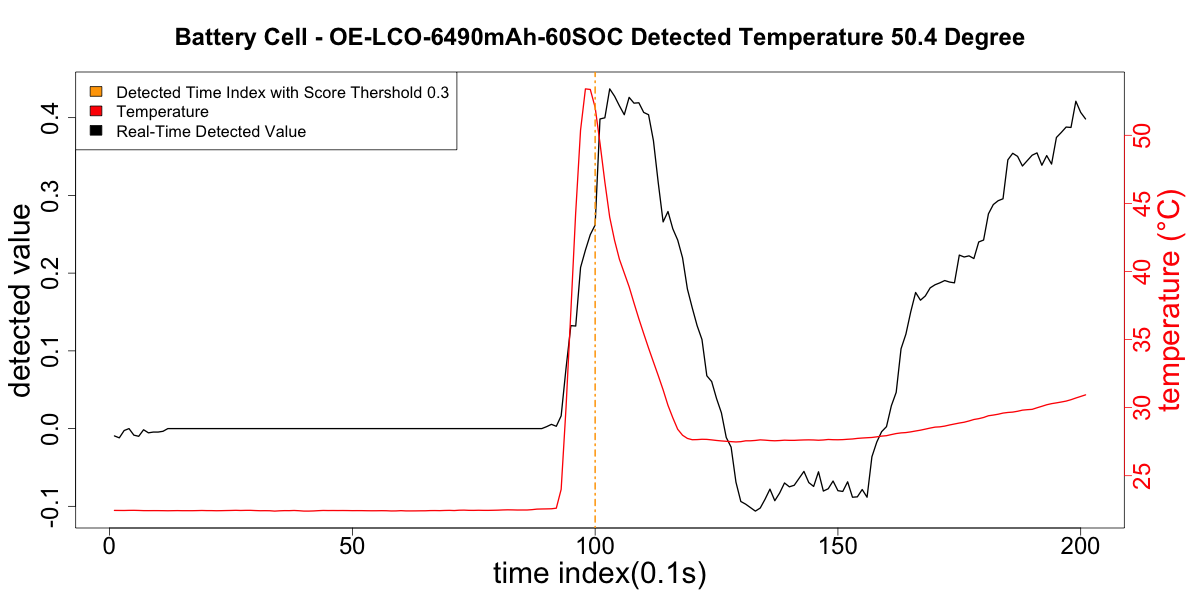 Battery Cell - OE-LCO-6490mAh-60SOC Detected Temperature 50.4 Degree
Detected Time Index with Score Thershold 0.3
Temperature
Real-Time Detected Value
detected value
-0.1
0.0
0.1
0.2
0.3
0.4
0
50
100
150
200
time index(0.1s)
25
30
35
40
45
50
temperature (°C)